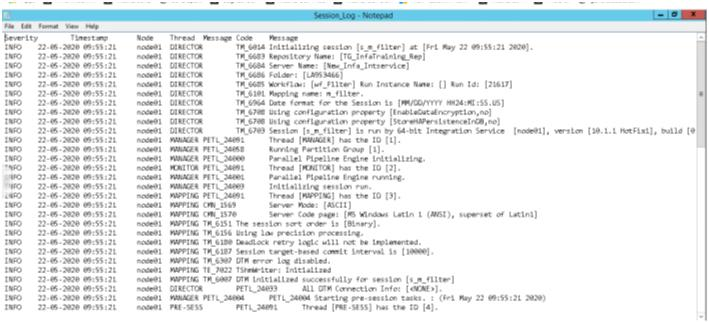 Session_Log - Notepad
File Edit Format View Help
Severity Timestamp Node Thread Message Code Message
INFO 22-05-2020 09:55:21 node01 DIRECTOR TM_6014 Initializing session [s_m_filter] at [Fri May 22 09:55:21 2020].
INFO 22-05-2020 09:55:21 node01 DIRECTOR TM_6683 Repository Name: [TG_InfaTraining_Rep]
INFO 22-05-2020 09:55:21 node01 DIRECTOR TM_6684 Server Name: [New_Infa_Intservice]
INFO 22-05-2020 09:55:21 node01 DIRECTOR TM_6686 Folder: [LA953466]
INFO 22-05-2020 09:55:21 node01 DIRECTOR TM_6685 Workflow: [wf_Filter] Run Instance Name: [] Run Id: [21617]
INFO 22-05-2020 09:55:21 node01 DIRECTOR TM_6101 Mapping name: m_filter.
INFO 22-05-2020 09:55:21 node01 DIRECTOR TM_6964 Date format for the Session is [MM/DD/YYYY HH24:MI:SS.US]
INFO 22-05-2020 09:55:21 node01 DIRECTOR TM_6708 Using configuration property [EnableDataEncryption,no]
INFO 22-05-2020 09:55:21 node01 DIRECTOR TM_6708 Using configuration property [StoreHAPersistenceInDB,no]
INFO 22-05-2020 09:55:21 node01 DIRECTOR TM_6703 Session [s_m_filter] is run by 64-bit Integration Service [node01], version [10.1.1 HotFix1], build [0
INFO 22-05-2020 09:55:21 node01 MANAGER PETL_24091 Thread [MANAGER] has the ID [1].
INFO 22-05-2020 09:55:21 node01 MANAGER PETL_24058 Running Partition Group [1].
INFO 22-05-2020 09:55:21 node01 MANAGER PETL_24000 Parallel Pipeline Engine initializing.
INFO 22-05-2020 09:55:21 node01 MONITOR PETL_24091 Thread [MONITOR] has the ID [2].
INFO 22-05-2020 09:55:21 node01 MANAGER PETL_24001 Parallel Pipeline Engine running.
INFO 22-05-2020 09:55:21 node01 MANAGER PETL_24003 Initializing session run.
INFO 22-05-2020 09:55:21 node01 MAPPING PETL_24091 Thread [MAPPING] has the ID [3].
INFO 22-05-2020 09:55:21 node01 MAPPING CMN_1569 Server Mode: [ASCII]
INFO 22-05-2020 09:55:21 node01 MAPPING CMN_1570 Server Code page: [MS Windows Latin 1 (ANSI), superset of Latin1]
INFO 22-05-2020 09:55:21 node01 MAPPING TM_6151 The session sort order is [Binary].
INFO 22-05-2020 09:55:21 node01 MAPPING TM_6156 Using low precision processing.
INFO 22-05-2020 09:55:21 node01 MAPPING TM_6180 DeadLock retry logic will not be implemented.
INFO 22-05-2020 09:55:21 node01 MAPPING TM_6187 Session target-based commit interval is [10000].
INFO 22-05-2020 09:55:21 node01 MAPPING TM_6307 DTM error log disabled.
INFO 22-05-2020 09:55:21 node01 MAPPING TE_7022 Initialized
INFO 22-05-2020 09:55:21 node01 MAPPING TM_6007 DTM initialized successfully for session [s_m_filter]
INFO 22-05-2020 09:55:21 node01 DIRECTOR PETL_24033 All DTM Connection Info: [<NONE>].
INFO 22-05-2020 09:55:21 node01 MANAGER PETL_24004 PETL_24004 Starting pre-session tasks. : (Fri May 22 09:55:21 2020)
INFO 22-05-2020 09:55:21 node01 PRE-SESS PETL_24091 Thread [PRE-SESS] has the ID [4].